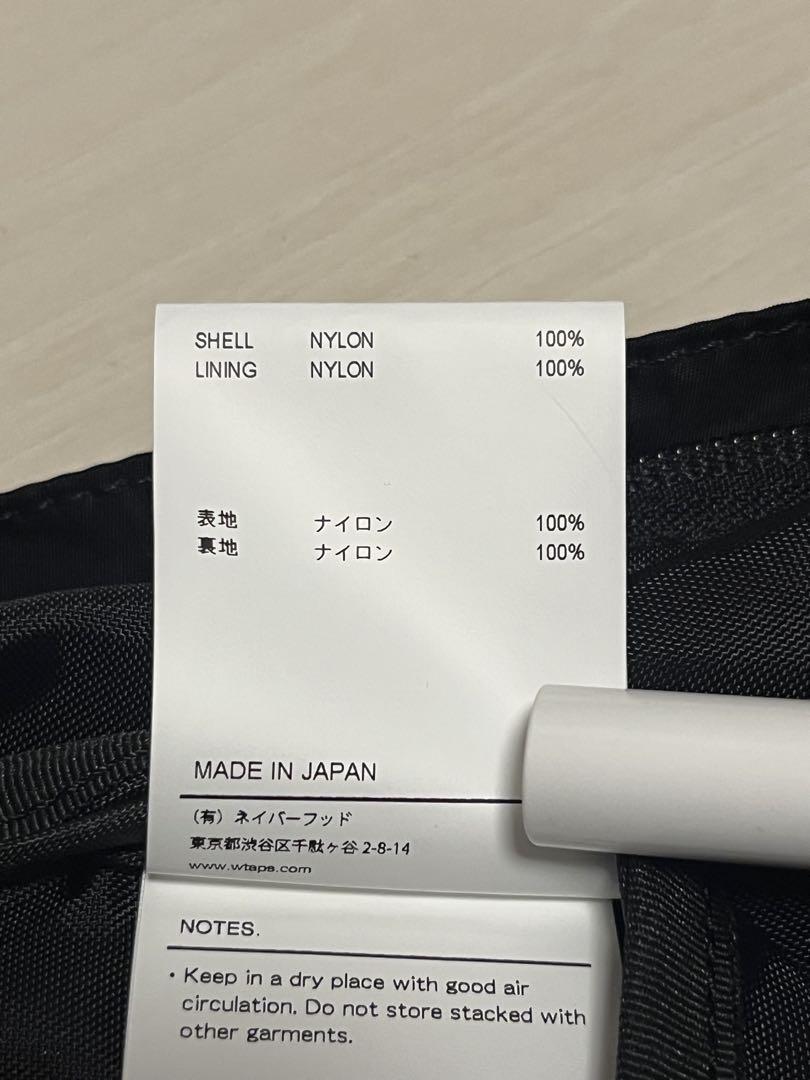 SHELL NYLON 100%
LINING NYLON 100%
表地 ナイロン 100%
裏地 ナイロン 100%
MADE IN JAPAN
(有) ネイバーフッド
東京都渋谷区千駄ヶ谷 2-8-14
www.wtaps.com
NOTES.
・Keep in a dry place with good air
circulation. Do not store stacked with
other garments.